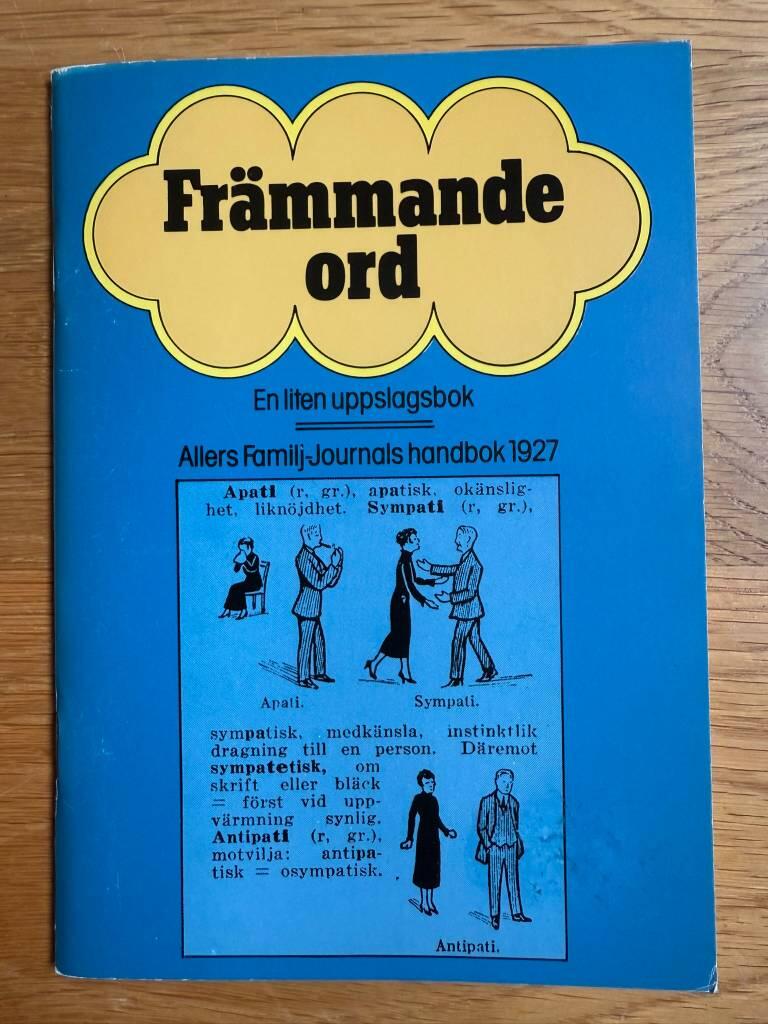 Främmande
ord
En liten uppslagsbok
Allers Familj-Journals handbok 1927
Apati (r, gr.), apatisk, okänslig-
het, liknöjdhet. Sympati (r, gr.),
Apati.
Sympati.
sympatisk, medkänsla, instinktlik
dragning till en person. Däremot
sympatetisk, om
skrift eller bläck
= först vid upp-
värmning synlig.
Antipati (r, gr.),
motvilja: antipa-
tisk = osympatisk.
Antipati.